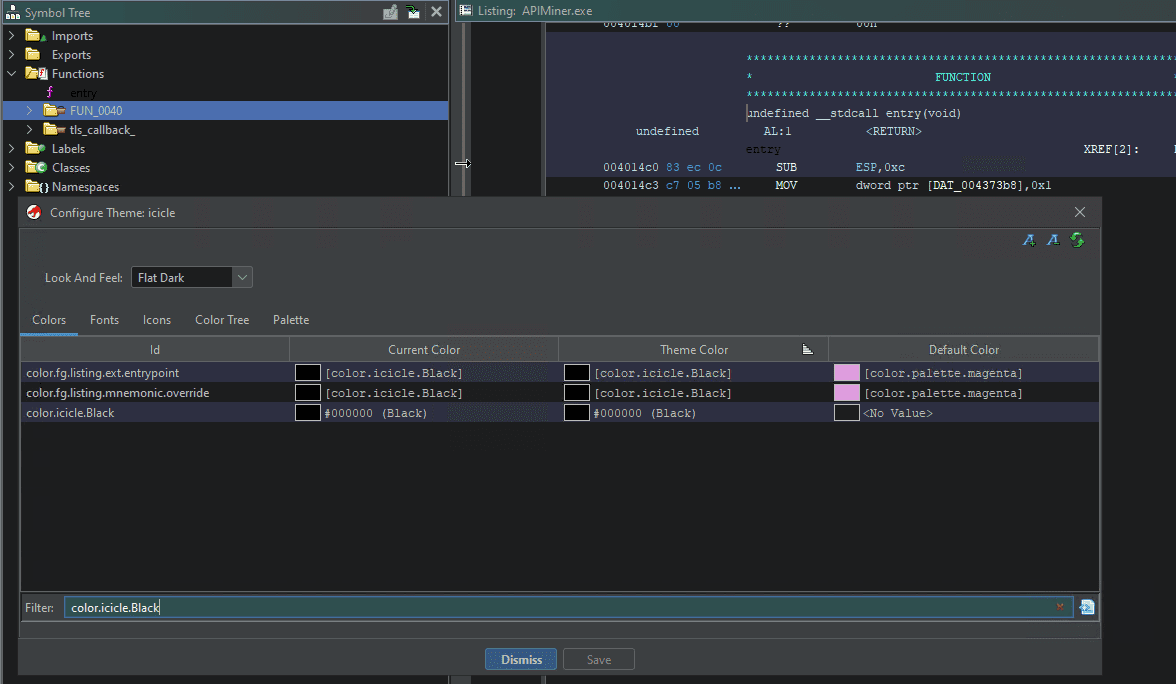 Symbol Tree
Imports
Exports
Functions
f entry
FUN_0040
tls_callback_
Labels
Classes
{} Namespaces
Listing: APIMiner.exe
004014bf 00 ?? 00h
* FUNCTION
undefined __stdcall entry(void)
undefined AL:1 <RETURN>
entry XREF[2]:
004014c0 83 ec 0c SUB ESP,0xc
004014c3 c7 05 b8 ... MOV dword ptr [DAT_004373b8],0x1
Configure Theme: icicle
Look And Feel: Flat Dark
Colors Fonts Icons Color Tree Palette
Id Current Color Theme Color Default Color
color.fg.listing.ext.entrypoint [color.icicle.Black] [color.icicle.Black] [color.palette.magenta]
color.fg.listing.mnemonic.override [color.icicle.Black] [color.icicle.Black] [color.palette.magenta]
color.icicle.Black #000000 (Black) #000000 (Black) <No Value>
Filter: color.icicle.Black
Dismiss Save